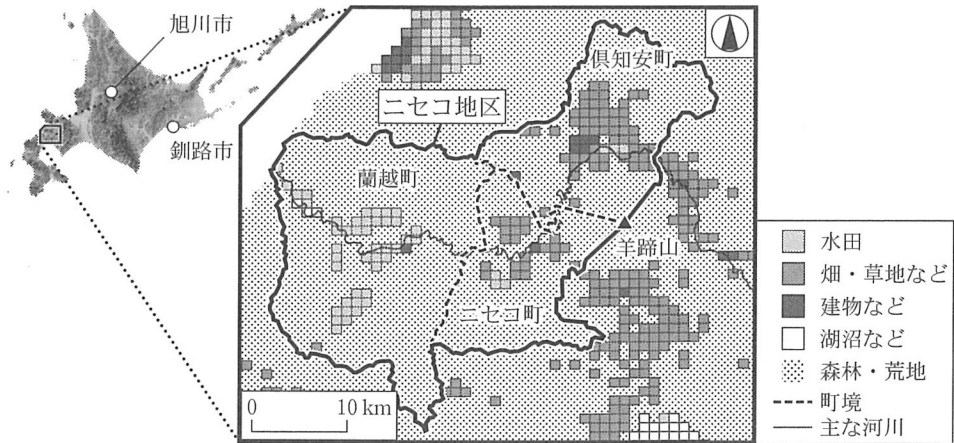 旭川市
釧路市
倶知安町
ニセコ地区
蘭越町
羊蹄山
ニセコ町
0 10 km
水田
畑・草地など
建物など
湖沼など
森林・荒地
町境
主な河川